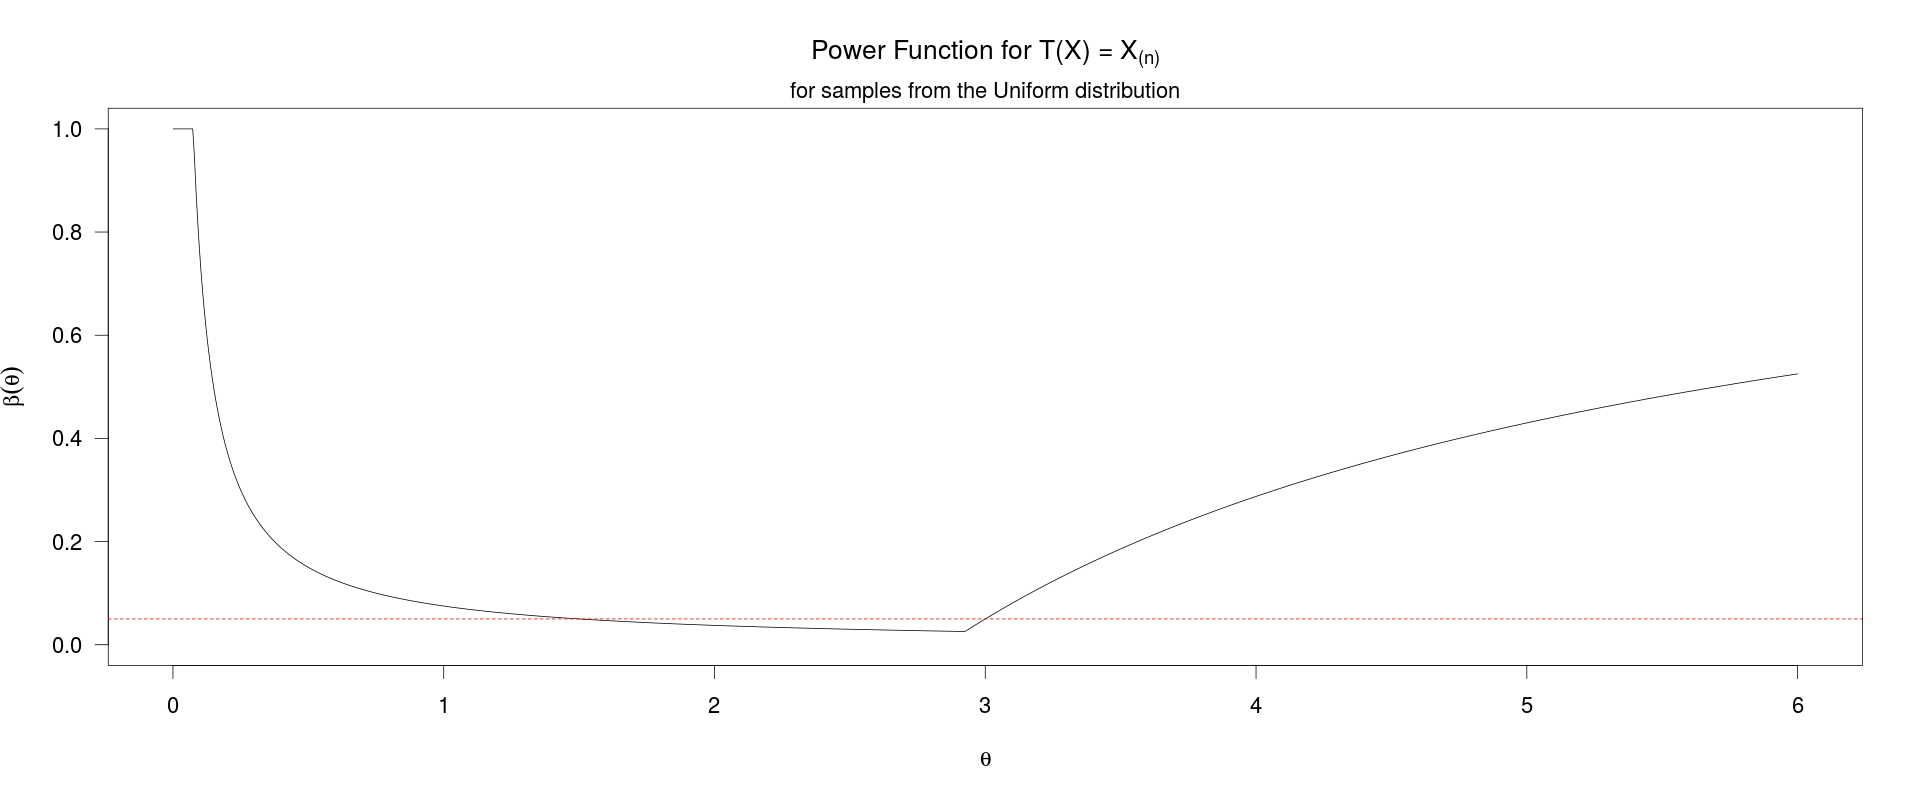 Power Function for T(X) = X(n)
for samples from the Uniform distribution
1.0
0.8
0.6
0.4
0.2
0.0
β(θ)
0 1 2 3 4 5 6
θ